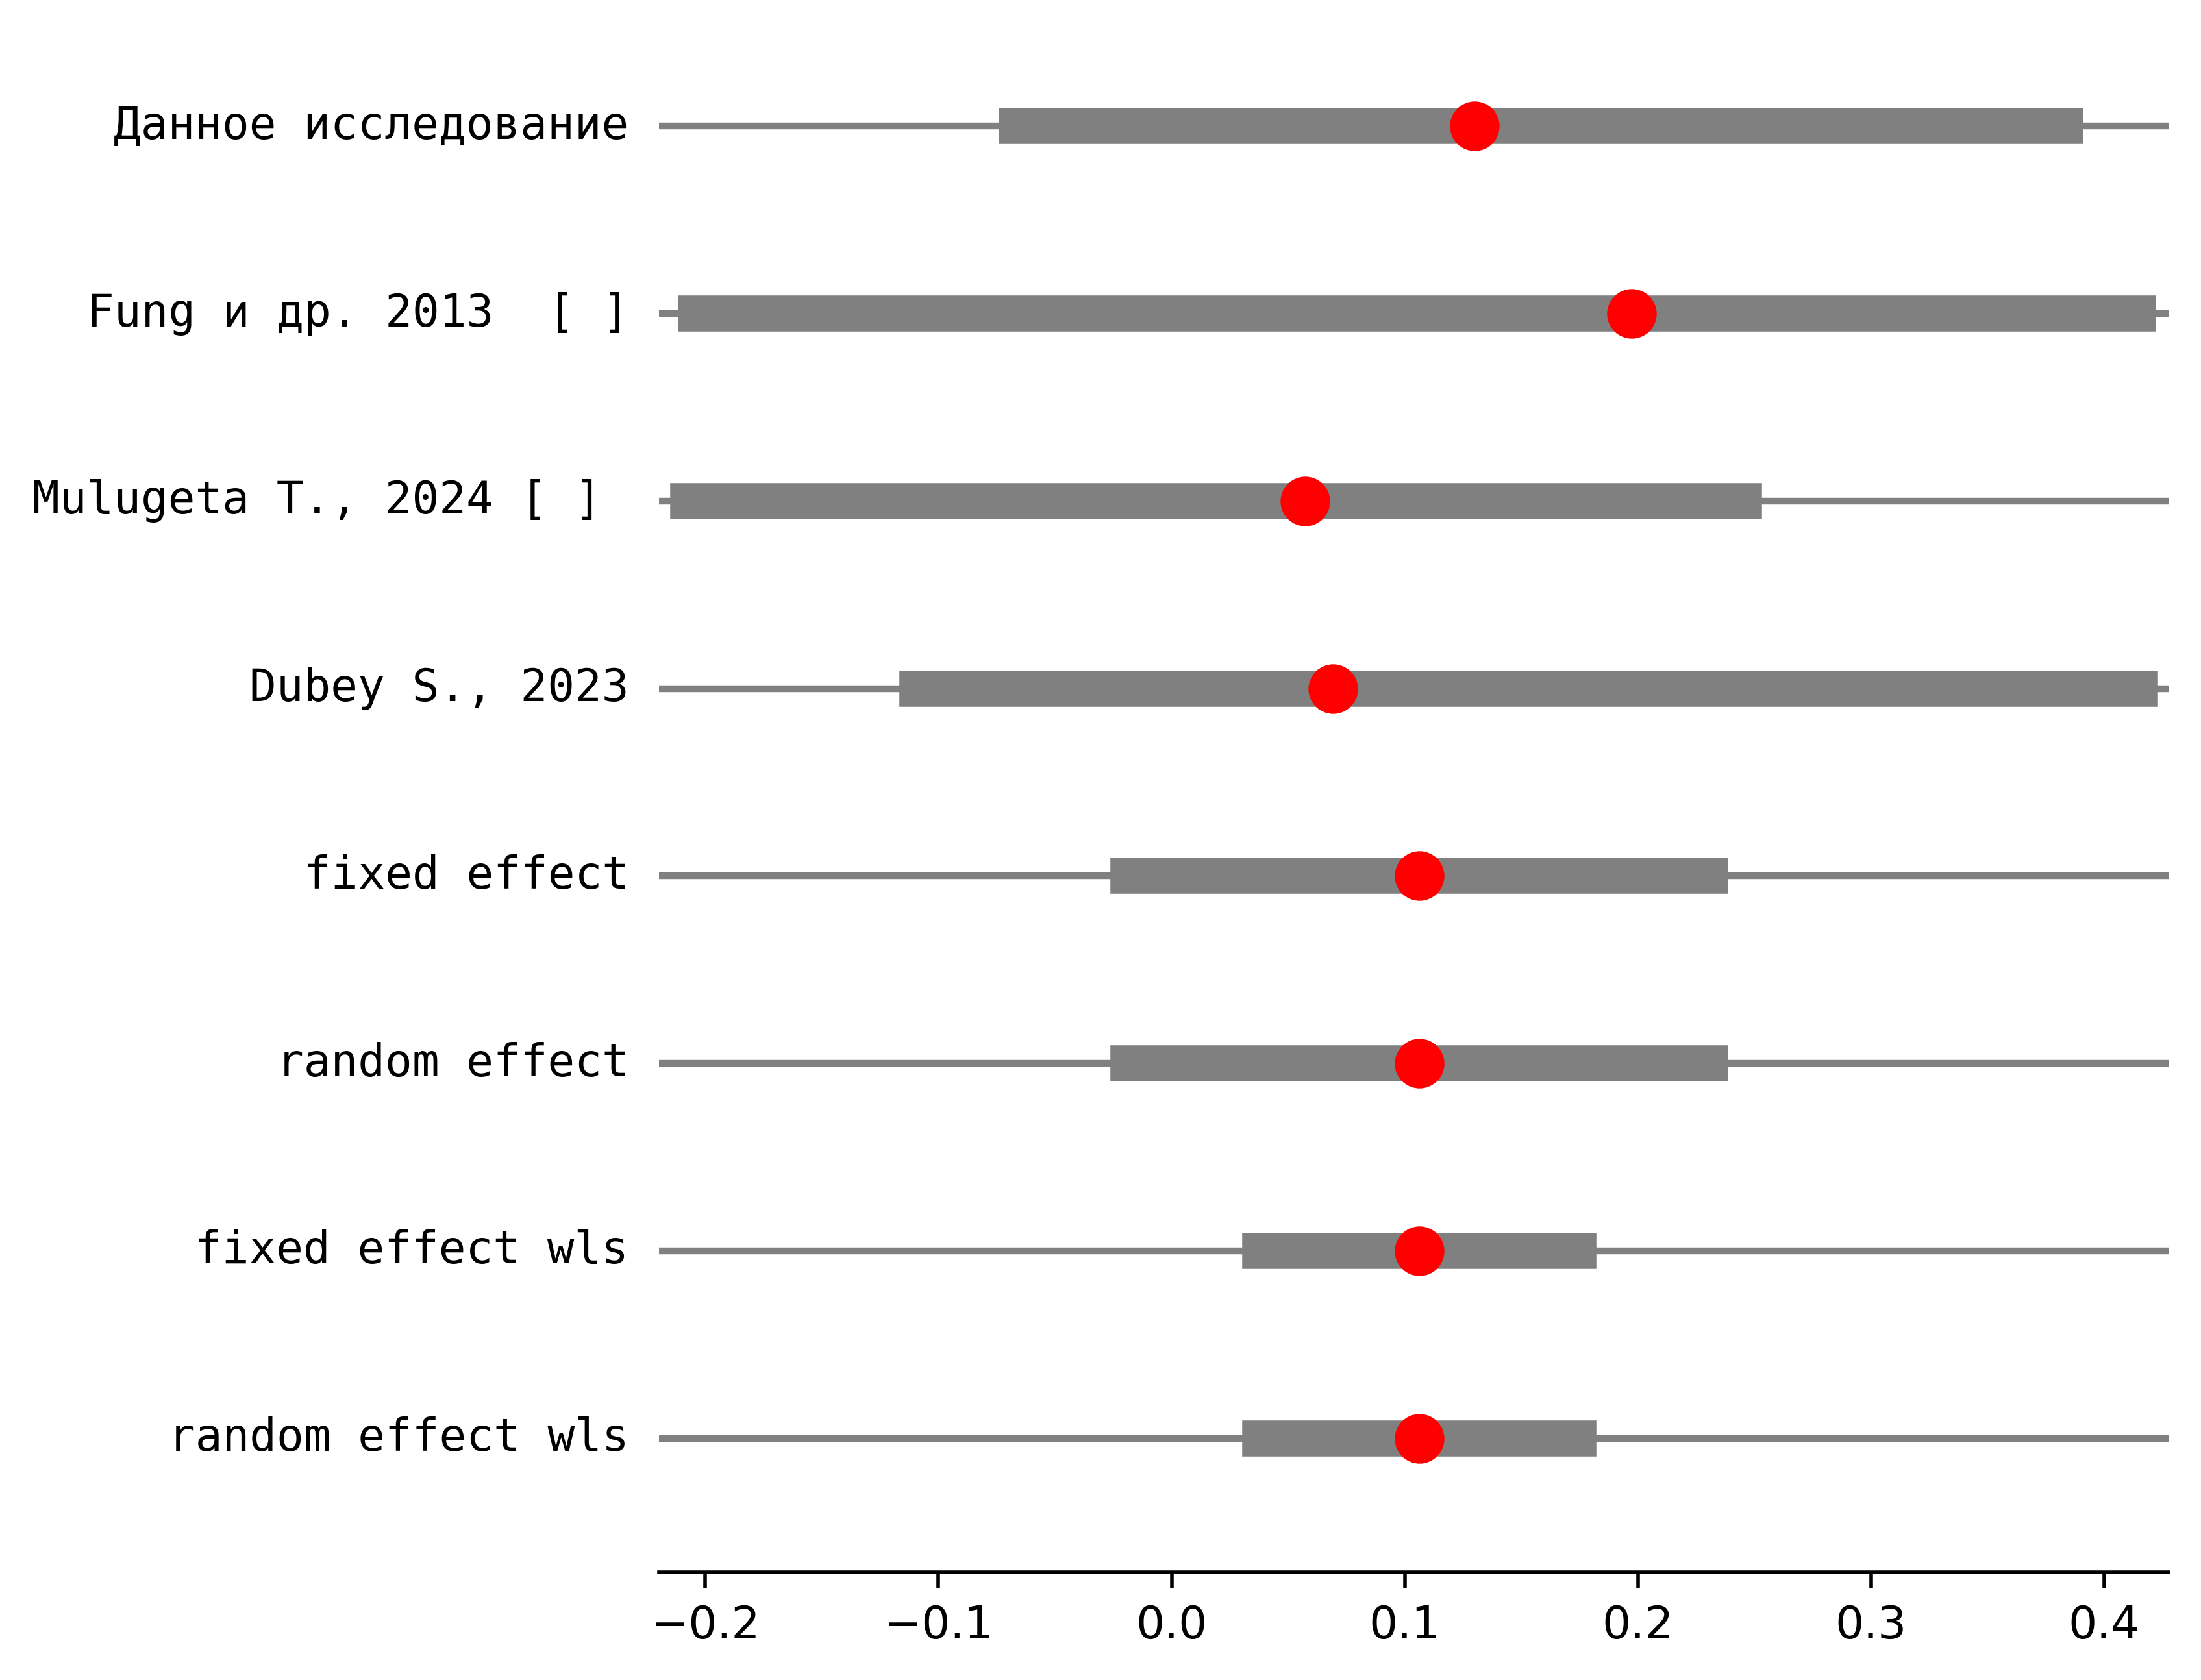 Данное исследование
Fung и др. 2013  [ ]
Mulugeta T., 2024 [ ]
Dubey S., 2023
fixed effect
random effect
fixed effect wls
random effect wls
−0.2 −0.1 0.0 0.1 0.2 0.3 0.4